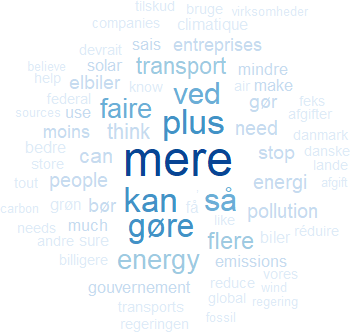 tilskud bruge virksomheder
companies climatique
devrait sais entreprises
believe solar transport mindre
help elbiler know ved air make
federal faire gør feks
sources use plus afgifter
moins think need danmark
bedre mere stop danske
store can lande
tout people kan så energi afgift
carbon grøn bør få pollution
needs much gøre like réduire
andre sure flere biler
billigere energy emissions vores
gouvernement reduce wind
transports global regering
regeringen fossil